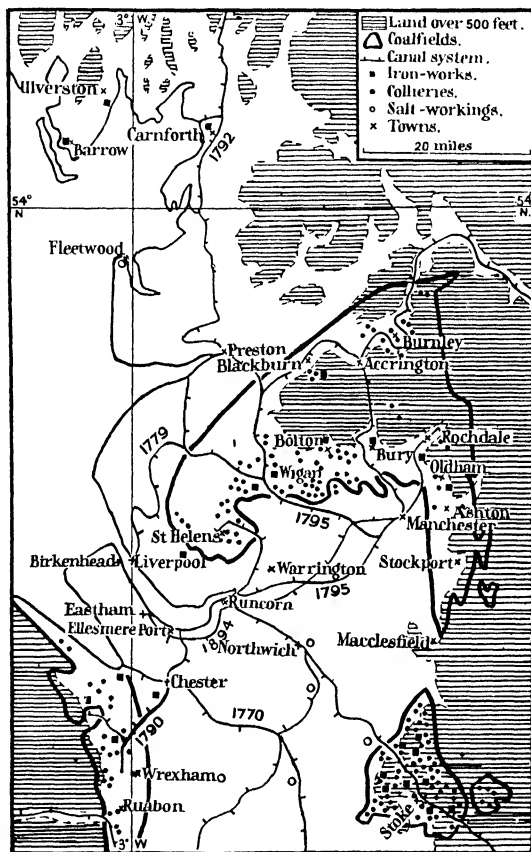 3° W.
Land over 500 feet.
Coalfields.
Canal system.
Iron-works.
Collieries.
Salt-workings.
Towns.
20 miles
Ulverston
Carnforth
Barrow
1792
54°
N
54°
N.
Fleetwood
Preston
Blackburn
Burnley
Accrington
1779
Bolton
Bury
Rochdale
Wigan
Oldham
Ashton
1795
Manchester
St Helens
Birkenhead
Liverpool
Warrington
Stockport
1795
Eastham
Runcorn
Ellesmere Port
1894
Northwich
Macclesfield
Chester
1790
1770
Wrexham
Ruabon
Stoke
3° W